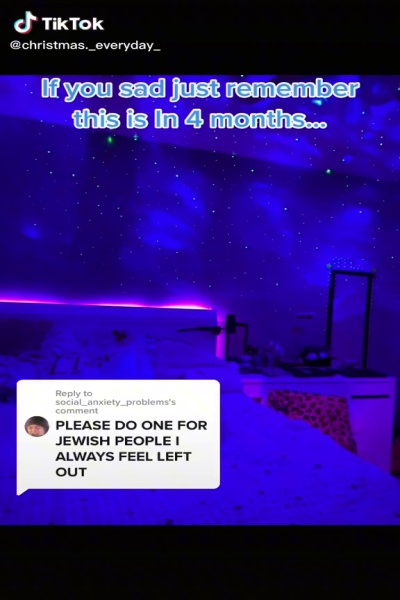 TikTok
@christmas._everyday_
If you sad just remember
this is In 4 months...
Reply to
social_anxiety_problems's
comment
PLEASE DO ONE FOR
JEWISH PEOPLE I
ALWAYS FEEL LEFT
OUT